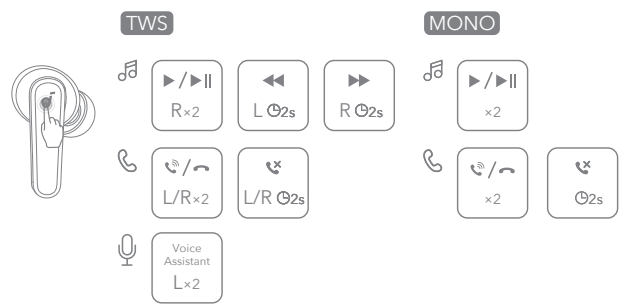 TWS
MONO
R×2
L 2s
R 2s
×2
L/R×2
L/R 2s
×2
2s
Voice
Assistant
L×2